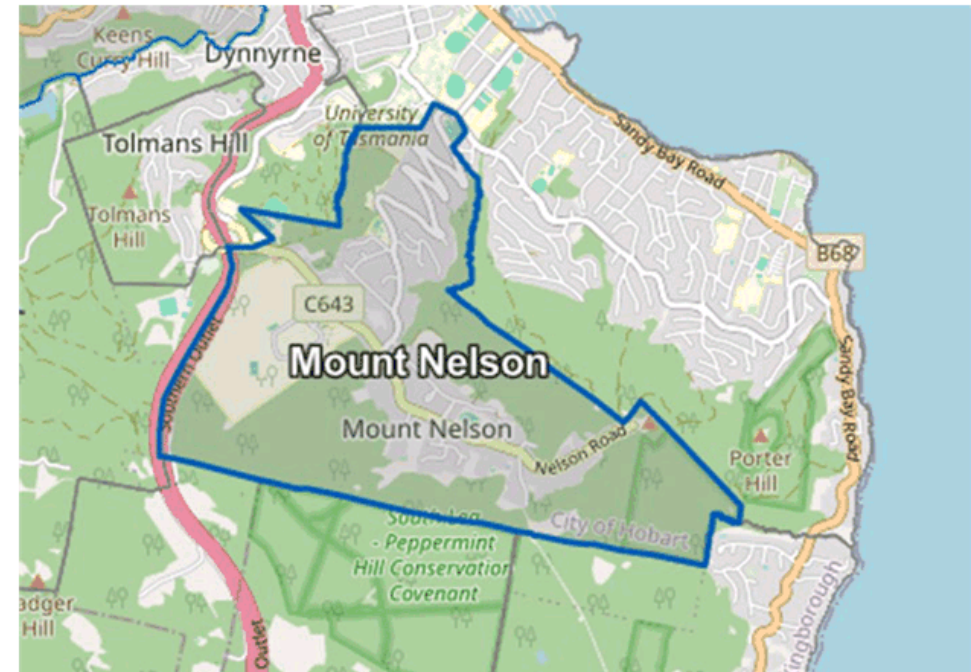 Keens
Curry Hill
Dynnyrne
University
of Tasmania
Tolmans Hill
Sandy Bay Road
Tolmans
Hill
B68
C643
Mount Nelson
Southern Outlet
Sandy Bay Road
Mount Nelson
Nelson Road
Porter
Hill
South Lea
- Peppermint
Hill Conservation
Covenant
City of Hobart
Hill
Outlet